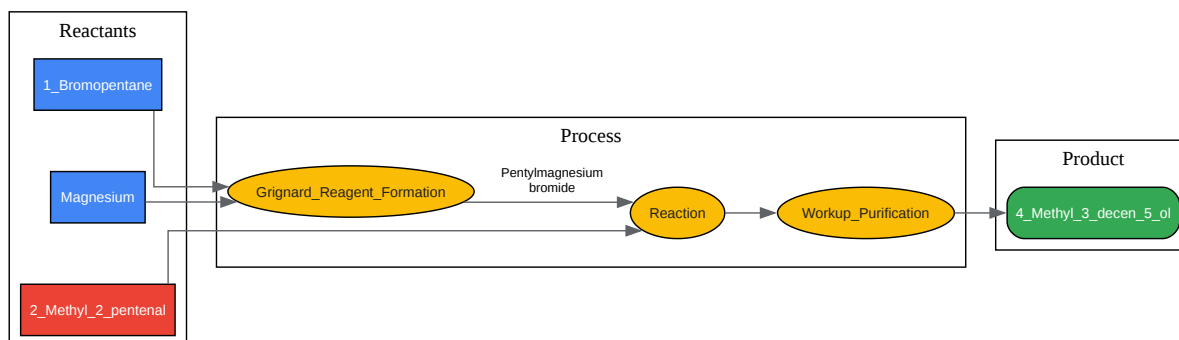 Reactants
1_Bromopentane
Magnesium
2_Methyl_2_pentenal
Process
Grignard_Reagent_Formation
Pentylmagnesium
bromide
Reaction
Workup_Purification
Product
4_Methyl_3_decen_5_ol